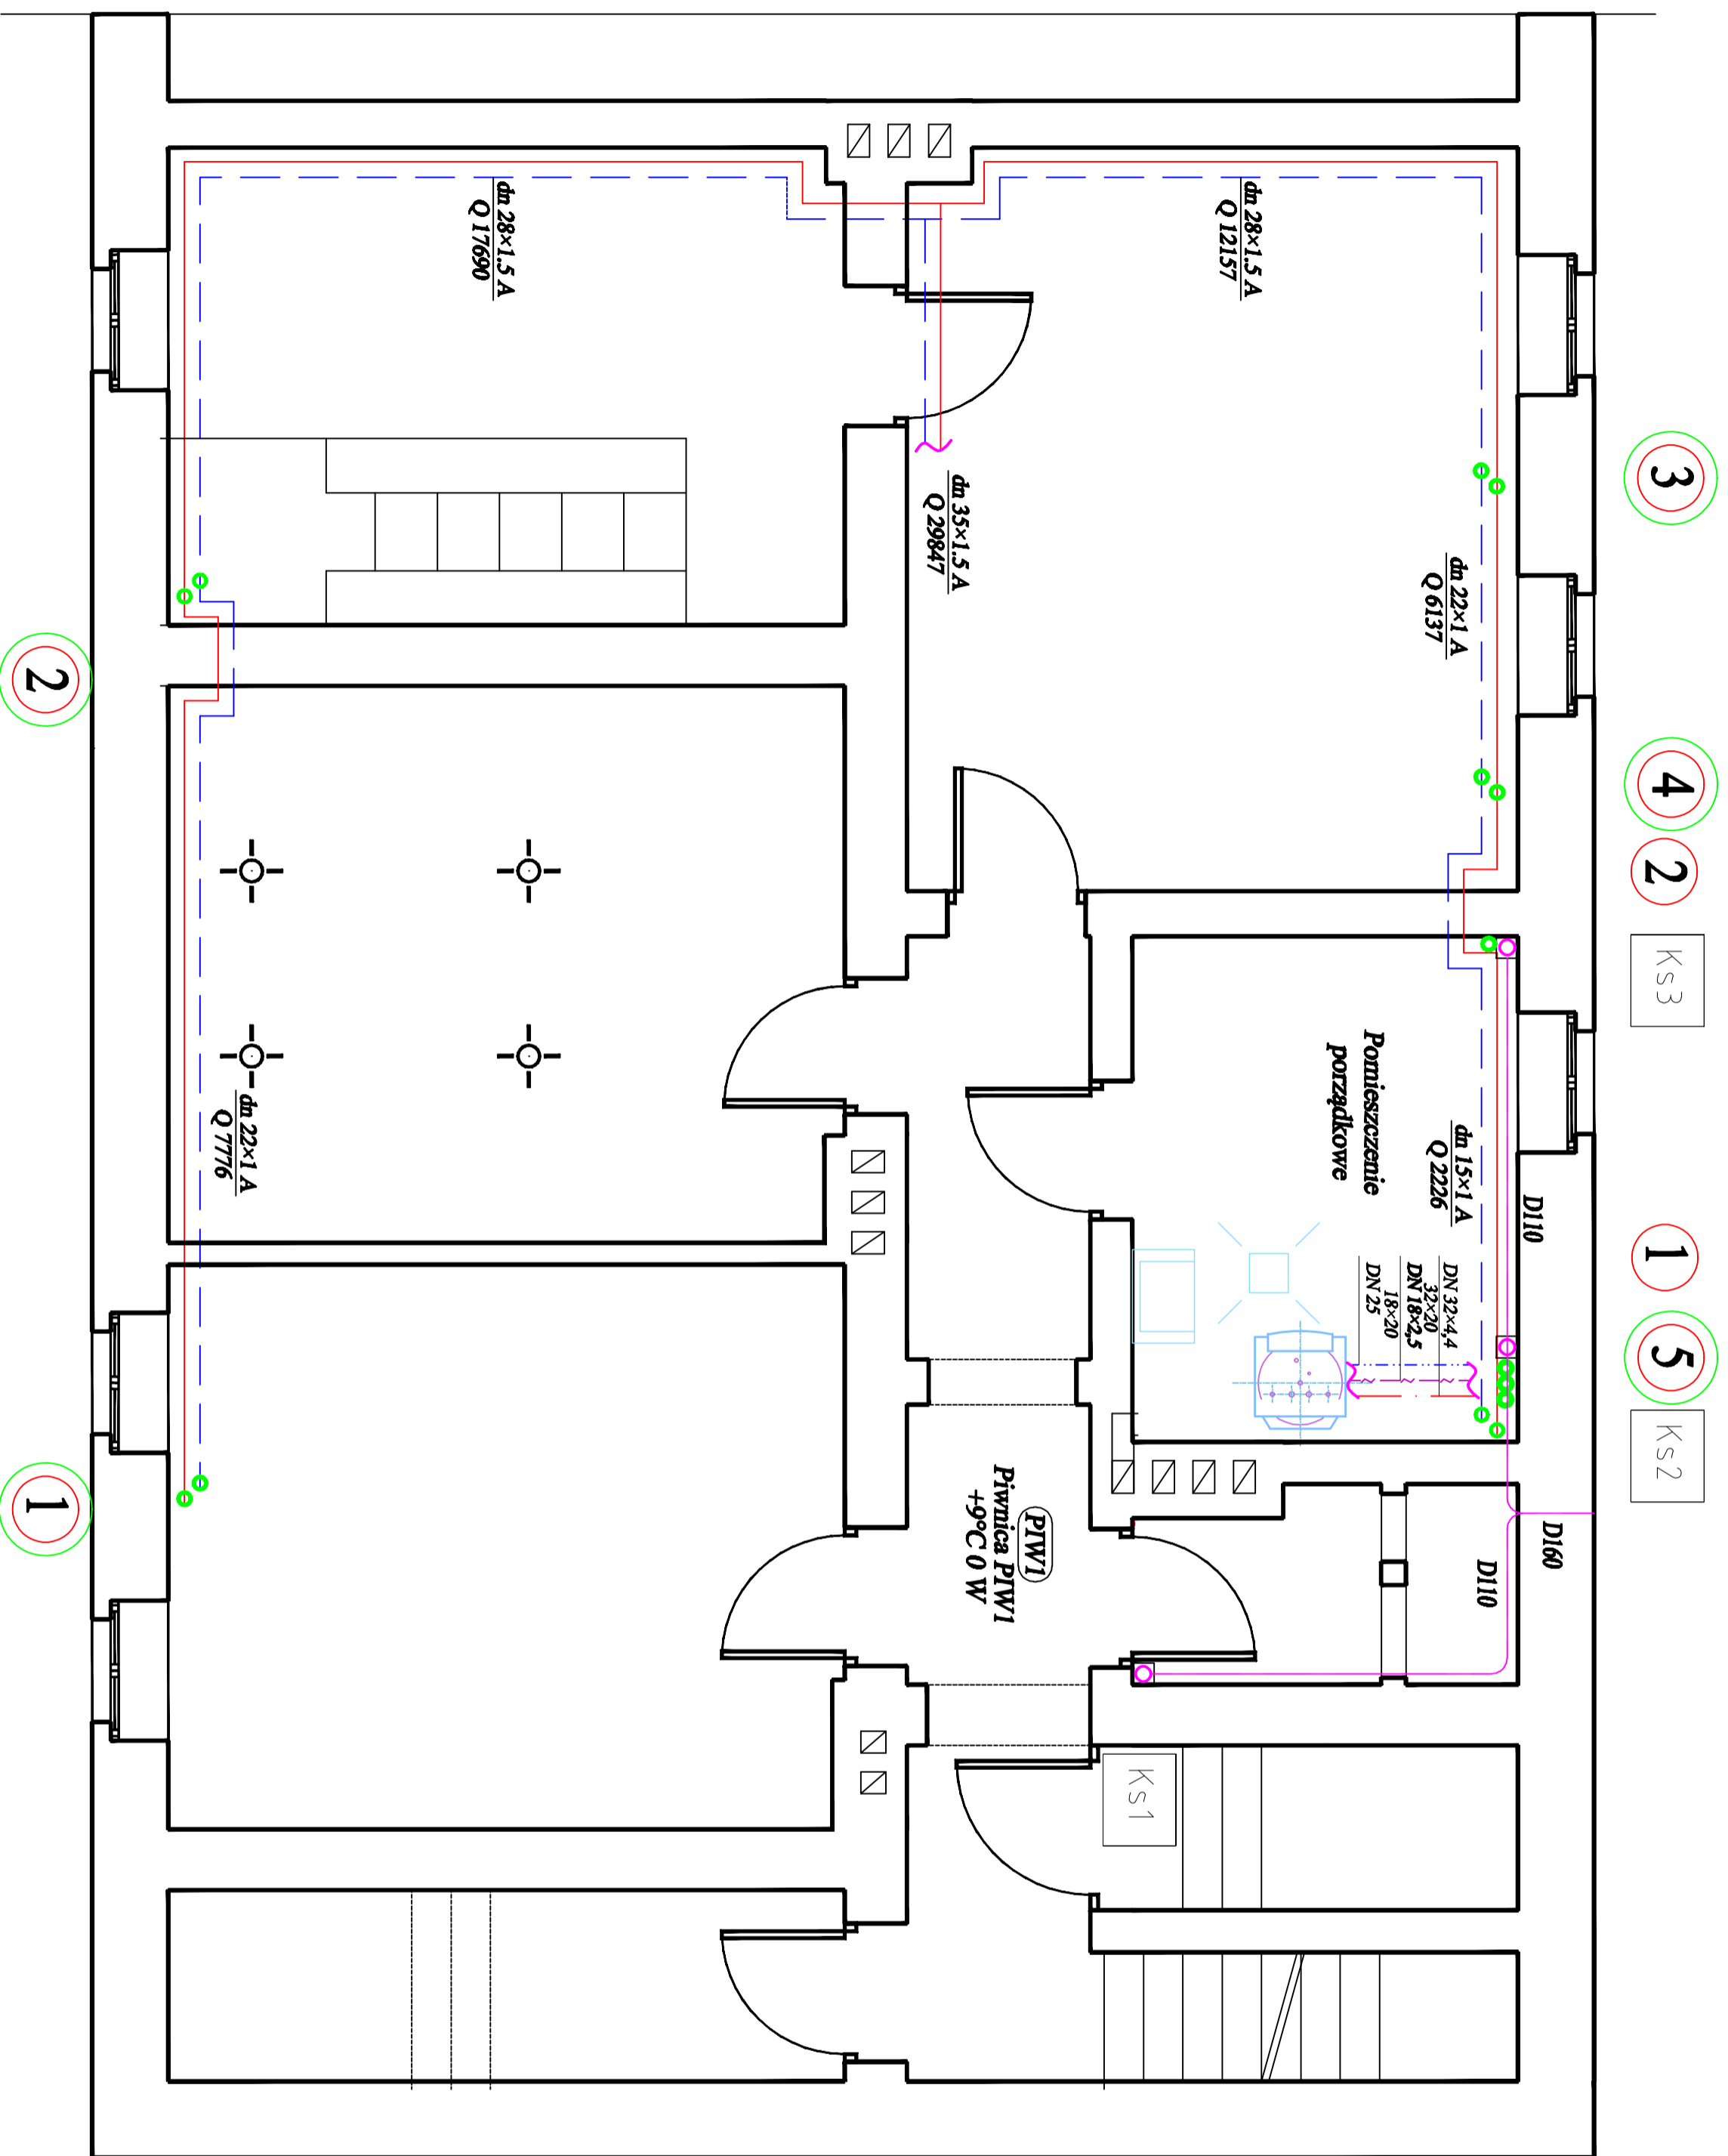 3
4
2
Ks3
1
5
Ks2
dn 28×1.5 A
Q 12157
dn 22×1 A
Q 6137
dn 15×1 A
Q 2226
D110
D160
D110
DN 32×4,4
32×20
DN 18×2,5
18×20
DN 25
Pomieszczenie
porządkowe
dn 35×1.5 A
Q 29847
PIW1
Piwnica PIW1
+9°C 0 W
Ks1
dn 28×1.5 A
Q 17690
dn 22×1 A
Q 7776
2
1